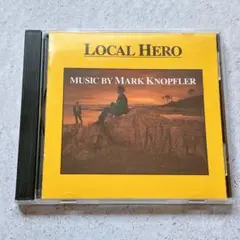 LOCAL HERO
MUSIC BY MARK KNOPFLER